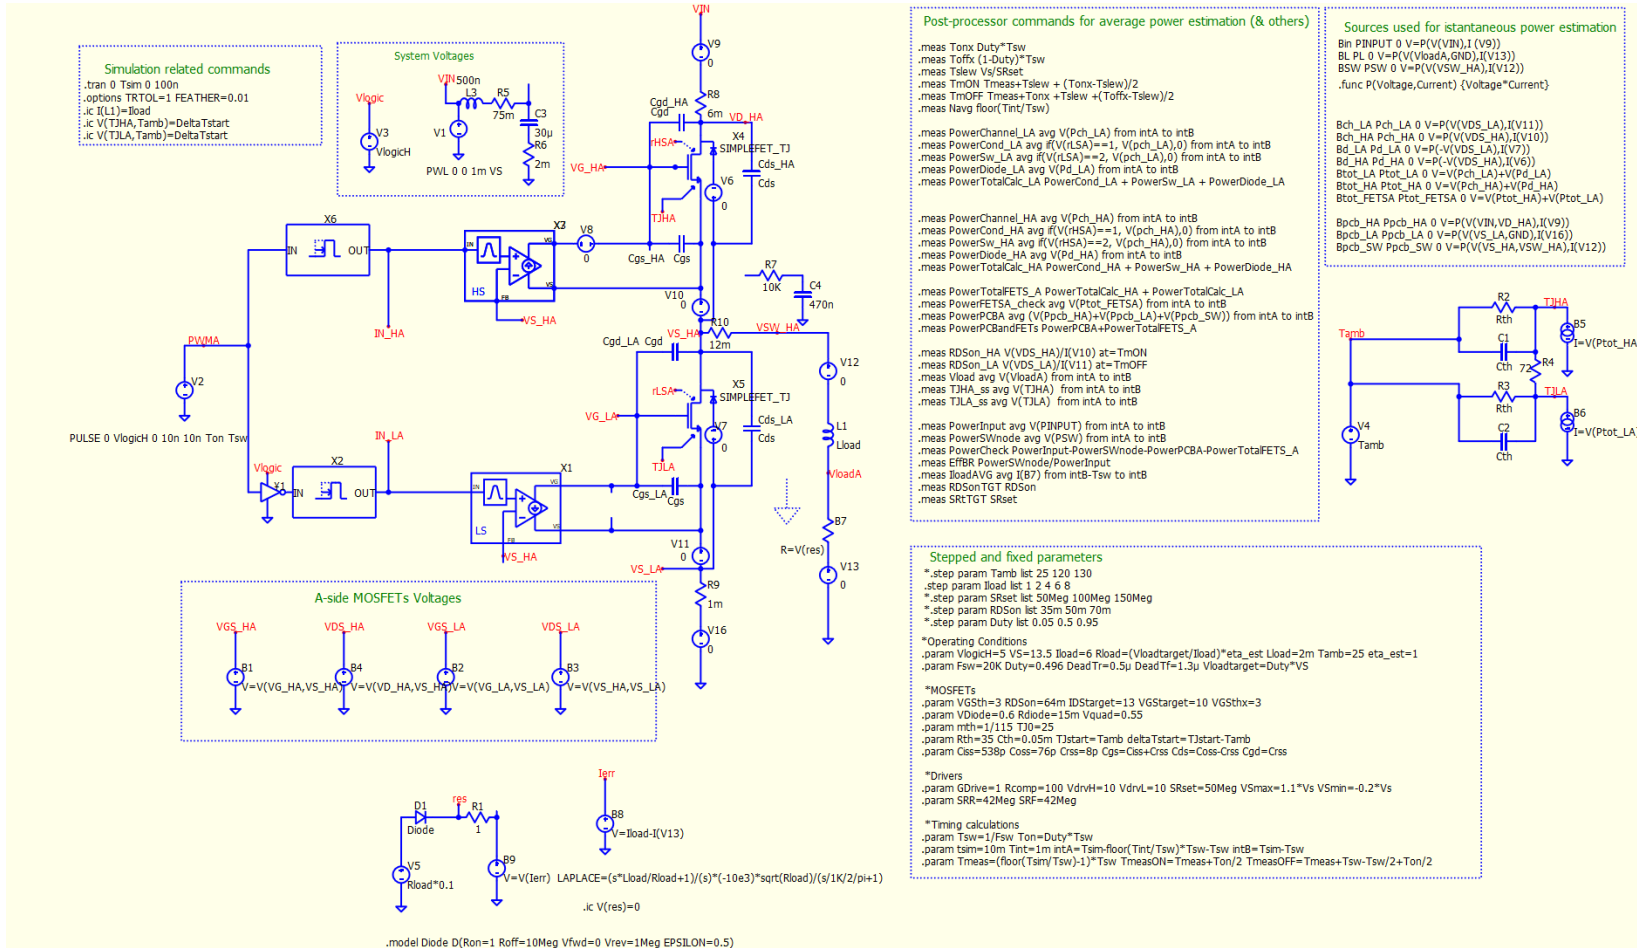 VIN
Simulation related commands
.tran 0 Tsim 0 100n
.options TRTOL=1 FEATHER=0.01
.ic I(L1)=Iload
.ic V(TJHA,Tamb)=DeltaTstart
.ic V(TJLA,Tamb)=DeltaTstart
System Voltages
VIN 500n
L3
R5
75m
C3
30µ
R6
2m
V1
PWL 0 0 1m VS
Vlogic
V3
VlogicH
V9
0
R8
6m
Cgd_HA
Cgd
VD_HA
X4
rHSA
SIMPLEFET_TJ
VG_HA
Cds_HA
Cds
V6
0
TJHA
X6
IN OUT
X3
IN
VG
VS
FB
HS
V8
0
Cgs_HA Cgs
VS_HA
IN_HA
R7
10K
C4
470n
V10
0
R10
12m
VS_HA
VSW_HA
PWMA
V2
PULSE 0 VlogicH 0 10n 10n Ton Tsw
Cgd_LA Cgd
X5
rLSA
SIMPLEFET_TJ
VG_LA
Cds_LA
Cds
V7
0
TJLA
V12
0
L1
Lload
VloadA
B7
R=V(res)
V13
0
IN_LA
Vlogic
X2
IN OUT
X1
IN
VG
VS
FB
LS
VS_HA
Cgs_LA Cgs
V11
0
VS_LA
R9
1m
V16
0
A-side MOSFETs Voltages
VGS_HA
VDS_HA
VGS_LA
VDS_LA
B1
B4
B2
B3
V=V(VG_HA,VS_HA)
V=V(VD_HA,VS_HA)
V=V(VG_LA,VS_LA)
V=V(VS_HA,VS_LA)
D1
Diode
res
R1
1
V5
Rload*0.1
B9
V=V(Ierr) LAPLACE=(s*Lload/Rload+1)/(s)*(-10e3)*sqrt(Rload)/(s/1K/2/pi+1)
Ierr
B8
V=Iload-I(V13)
.ic V(res)=0
.model Diode D(Ron=1 Roff=10Meg Vfwd=0 Vrev=1Meg EPSILON=0.5)
Post-processor commands for average power estimation (& others)
.meas Tonx Duty*Tsw
.meas Toffx (1-Duty)*Tsw
.meas Tslew Vs/SRset
.meas TmON Tmeas+Tslew + (Tonx-Tslew)/2
.meas TmOFF Tmeas+Tonx +Tslew +(Toffx-Tslew)/2
.meas Navg floor(Tint/Tsw)
.meas PowerChannel_LA avg V(Pch_LA) from intA to intB
.meas PowerCond_LA avg if(V(rLSA)==1, V(pch_LA),0) from intA to intB
.meas PowerSw_LA avg if(V(rLSA)==2, V(pch_LA),0) from intA to intB
.meas PowerDiode_LA avg V(Pd_LA) from intA to intB
.meas PowerTotalCalc_LA PowerCond_LA + PowerSw_LA + PowerDiode_LA
.meas PowerChannel_HA avg V(Pch_HA) from intA to intB
.meas PowerCond_HA avg if(V(rHSA)==1, V(pch_HA),0) from intA to intB
.meas PowerSw_HA avg if(V(rHSA)==2, V(pch_HA),0) from intA to intB
.meas PowerDiode_HA avg V(Pd_HA) from intA to intB
.meas PowerTotalCalc_HA PowerCond_HA + PowerSw_HA + PowerDiode_HA
.meas PowerTotalFETS_A PowerTotalCalc_HA + PowerTotalCalc_LA
.meas PowerFETSA_check avg V(Ptot_FETSA) from intA to intB
.meas PowerPCBA avg (V(Ppcb_HA)+V(Ppcb_LA)+V(Ppcb_SW)) from intA to intB
.meas PowerPCBandFETs PowerPCBA+PowerTotalFETS_A
.meas RDSon_HA V(VDS_HA)/I(V10) at=TmON
.meas RDSon_LA V(VDS_LA)/I(V11) at=TmOFF
.meas Vload avg V(VloadA) from intA to intB
.meas TJHA_ss avg V(TJHA) from intA to intB
.meas TJLA_ss avg V(TJLA) from intA to intB
.meas PowerInput avg V(PINPUT) from intA to intB
.meas PowerSWnode avg V(PSW) from intA to intB
.meas PowerCheck PowerInput-PowerSWnode-PowerPCBA-PowerTotalFETS_A
.meas EffBR PowerSWnode/PowerInput
.meas IloadAVG avg I(B7) from intB-Tsw to intB
.meas RDSonTGT RDSon
.meas SRtTGT SRset
Sources used for istantaneous power estimation
Bin PINPUT 0 V=P(V(VIN),I(V9))
BL PL 0 V=P(V(VloadA,GND),I(V13))
BSW PSW 0 V=P(V(VSW_HA),I(V12))
.func P(Voltage,Current) {Voltage*Current}
Bch_LA Pch_LA 0 V=P(V(VDS_LA),I(V11))
Bch_HA Pch_HA 0 V=P(V(VDS_HA),I(V10))
Bd_LA Pd_LA 0 V=P(-V(VDS_LA),I(V7))
Bd_HA Pd_HA 0 V=P(-V(VDS_HA),I(V6))
Btot_LA Ptot_LA 0 V=V(Pch_LA)+V(Pd_LA)
Btot_HA Ptot_HA 0 V=V(Pch_HA)+V(Pd_HA)
Btot_FETSA Ptot_FETSA 0 V=V(Ptot_HA)+V(Ptot_LA)
Bpcb_HA Ppcb_HA 0 V=P(V(VIN,VD_HA),I(V9))
Bpcb_LA Ppcb_LA 0 V=P(V(VS_LA,GND),I(V16))
Bpcb_SW Ppcb_SW 0 V=P(V(VS_HA,VSW_HA),I(V12))
R2
Rth
TJHA
Tamb
C1
Cth
B5
I=V(Ptot_HA
R4
72
R3
Rth
TJLA
C2
Cth
B6
I=V(Ptot_LA)
V4
Tamb
Stepped and fixed parameters
*.step param Tamb list 25 120 130
.step param Iload list 1 2 4 6 8
*.step param SRset list 50Meg 100Meg 150Meg
*.step param RDSon list 35m 50m 70m
*.step param Duty list 0.05 0.5 0.95
*Operating Conditions
.param VlogicH=5 VS=13.5 Iload=6 Rload=(Vloadtarget/Iload)*eta_est Lload=2m Tamb=25 eta_est=1
.param Fsw=20K Duty=0.496 DeadTr=0.5µ DeadTf=1.3µ Vloadtarget=Duty*VS
*MOSFETs
.param VGSth=3 RDSon=64m IDStarget=13 VGStarget=10 VGSthx=3
.param VDiode=0.6 Rdiode=15m Vquad=0.55
.param mth=1/115 TJ0=25
.param Rth=35 Cth=0.05m TJstart=Tamb deltaTstart=TJstart-Tamb
.param Ciss=538p Coss=76p Crss=8p Cgs=Ciss+Crss Cds=Coss-Crss Cgd=Crss
*Drivers
.param GDrive=1 Rcomp=100 VdrvH=10 VdrvL=10 SRset=50Meg VSmax=1.1*Vs VSmin=-0.2*Vs
.param SRR=42Meg SRF=42Meg
*Timing calculations
.param Tsw=1/Fsw Ton=Duty*Tsw
.param tsim=10m Tint=1m intA=Tsim-floor(Tint/Tsw)*Tsw-Tsw intB=Tsim-Tsw
.param Tmeas=(floor(Tsim/Tsw)-1)*Tsw TmeasON=Tmeas+Ton/2 TmeasOFF=Tmeas+Tsw-Tsw/2+Ton/2